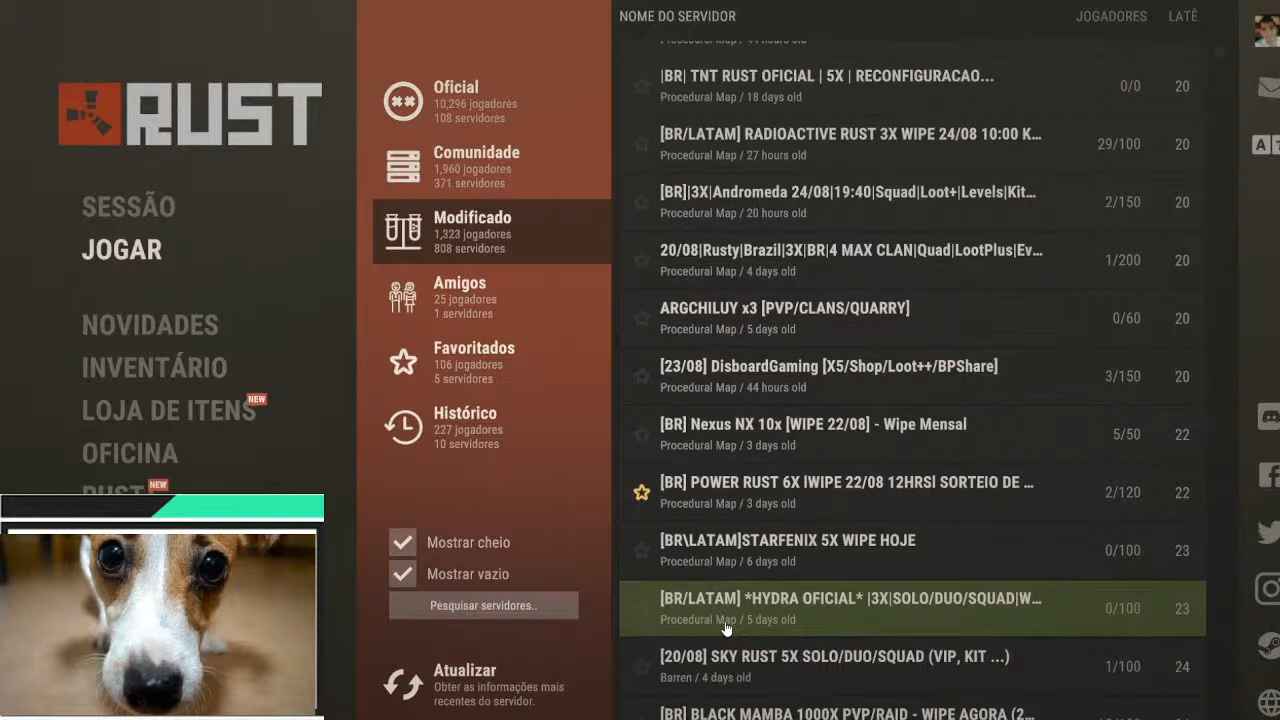 RUST
SESSÃO
JOGAR
NOVIDADES
INVENTÁRIO
LOJA DE ITENS NEW
OFICINA
NEW
Oficial
10,296 jogadores
108 servidores
Comunidade
1,960 jogadores
371 servidores
Modificado
1,323 jogadores
808 servidores
Amigos
25 jogadores
1 servidores
Favoritados
106 jogadores
5 servidores
Histórico
227 jogadores
10 servidores
Mostrar cheio
Mostrar vazio
Pesquisar servidores..
Atualizar
Obter as informações mais
recentes do servidor.
NOME DO SERVIDOR JOGADORES LATÊ
|BR| TNT RUST OFICIAL | 5X | RECONFIGURACAO...
Procedural Map / 18 days old
0/0 20
[BR/LATAM] RADIOACTIVE RUST 3X WIPE 24/08 10:00 K...
Procedural Map / 27 hours old
29/100 20
[BR]|3X|Andromeda 24/08|19:40|Squad|Loot+|Levels|Kit...
Procedural Map / 20 hours old
2/150 20
20/08|Rusty|Brazil|3X|BR|4 MAX CLAN|Quad|LootPlus|Ev...
Procedural Map / 4 days old
1/200 20
ARGCHILUY x3 [PVP/CLANS/QUARRY]
Procedural Map / 5 days old
0/60 20
[23/08] DisboardGaming [X5/Shop/Loot++/BPShare]
Procedural Map / 44 hours old
3/150 20
[BR] Nexus NX 10x [WIPE 22/08] - Wipe Mensal
Procedural Map / 3 days old
5/50 22
[BR] POWER RUST 6X lWIPE 22/08 12HRSl SORTEIO DE ...
Procedural Map / 3 days old
2/120 22
[BR\LATAM]STARFENIX 5X WIPE HOJE
Procedural Map / 6 days old
0/100 23
[BR/LATAM] *HYDRA OFICIAL* |3X|SOLO/DUO/SQUAD|W...
Procedural Map / 5 days old
0/100 23
[20/08] SKY RUST 5X SOLO/DUO/SQUAD (VIP, KIT ...)
Barren / 4 days old
1/100 24
[BR] BLACK MAMBA 1000X PVP/RAID - WIPE AGORA (2...